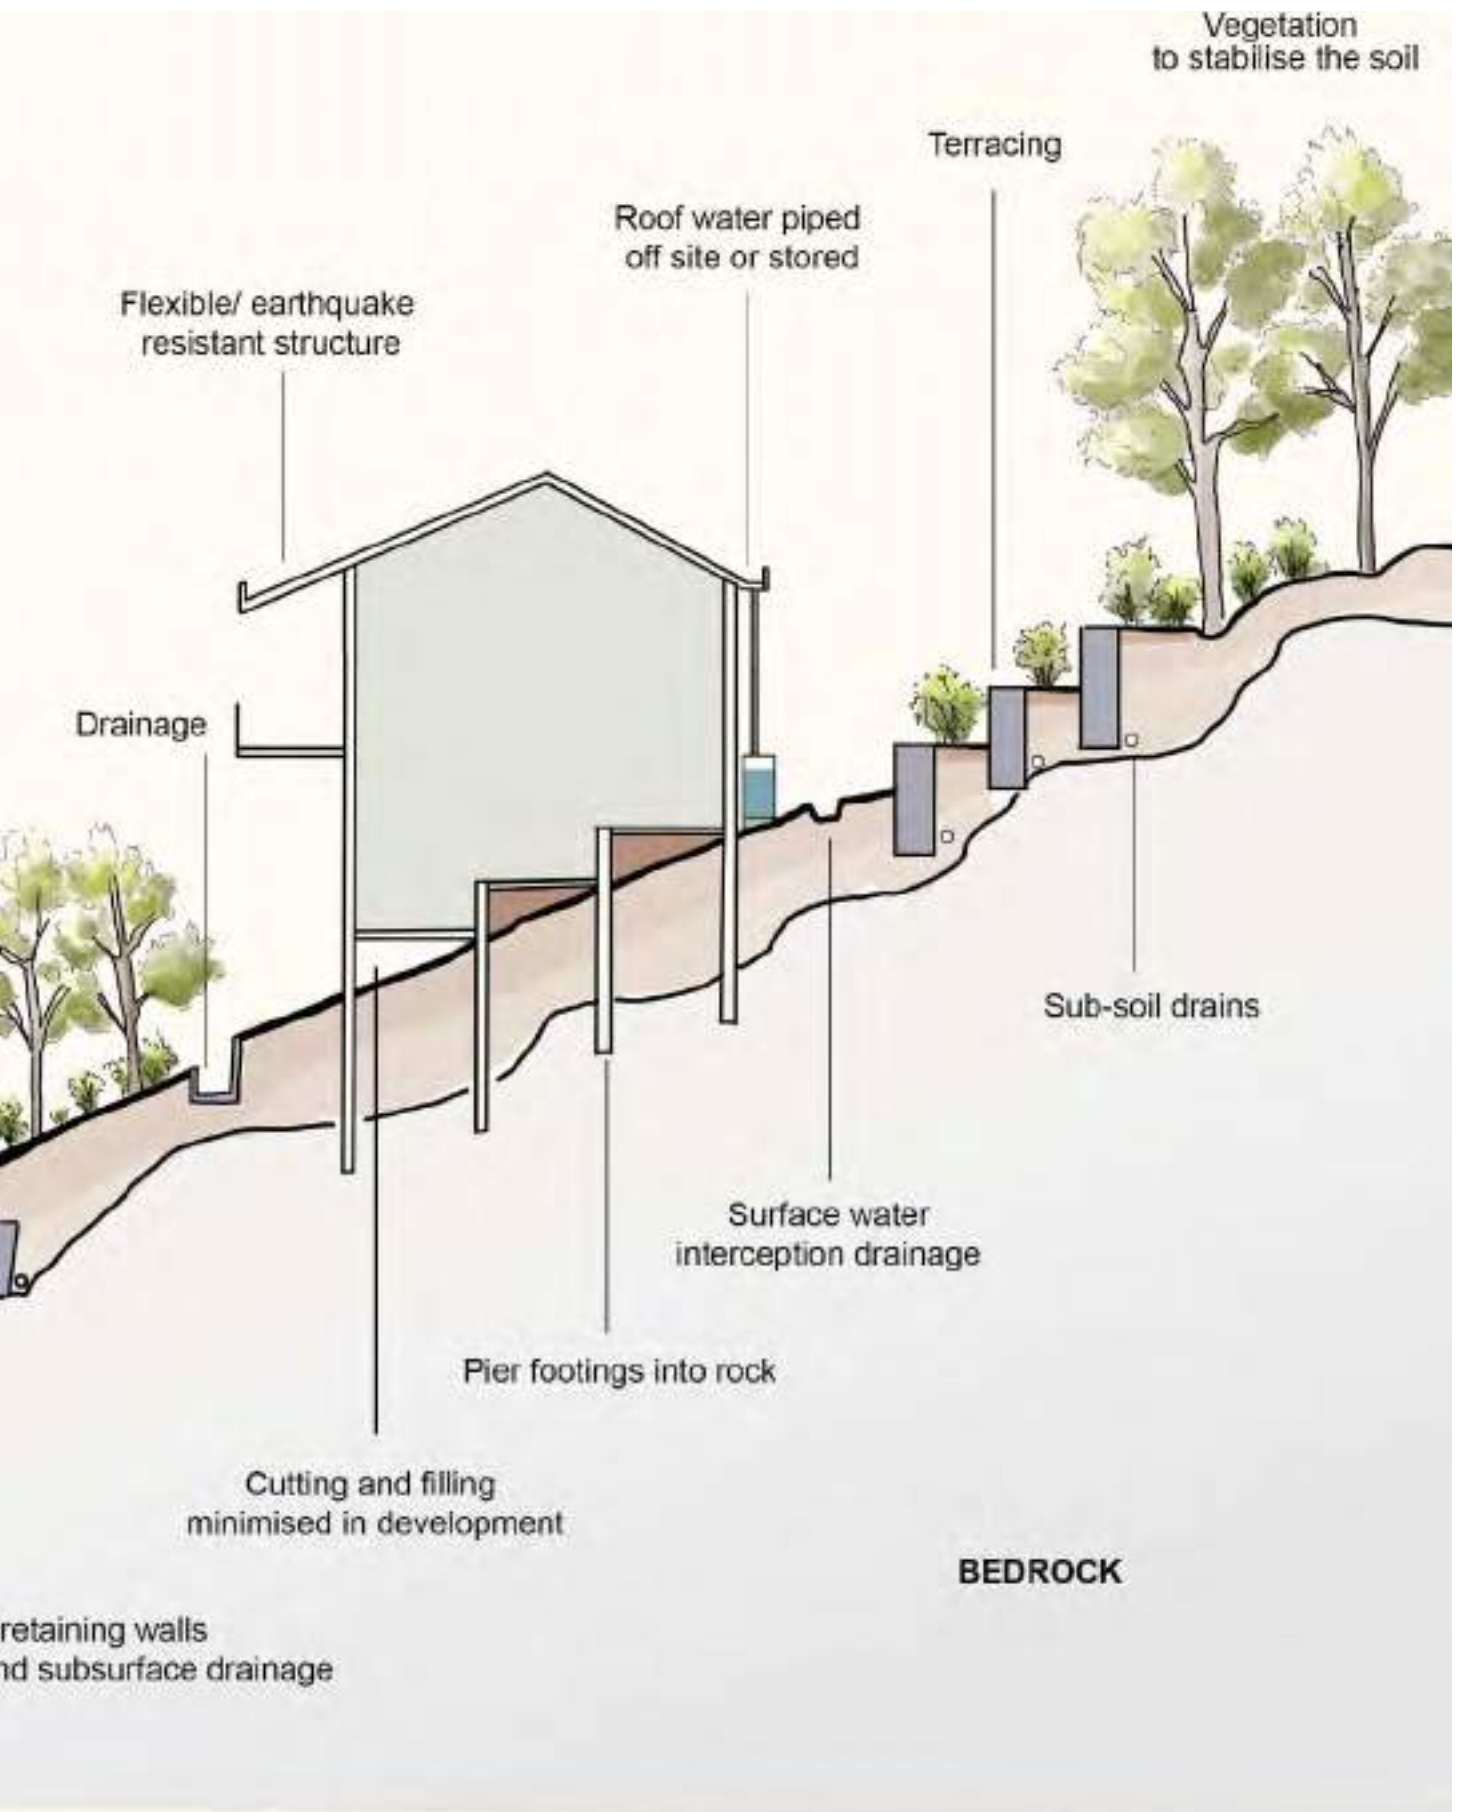 Vegetation
to stabilise the soil
Terracing
Roof water piped
off site or stored
Flexible/ earthquake
resistant structure
Drainage
Sub-soil drains
Surface water
interception drainage
Pier footings into rock
Cutting and filling
minimised in development
BEDROCK
retaining walls
subsurface drainage